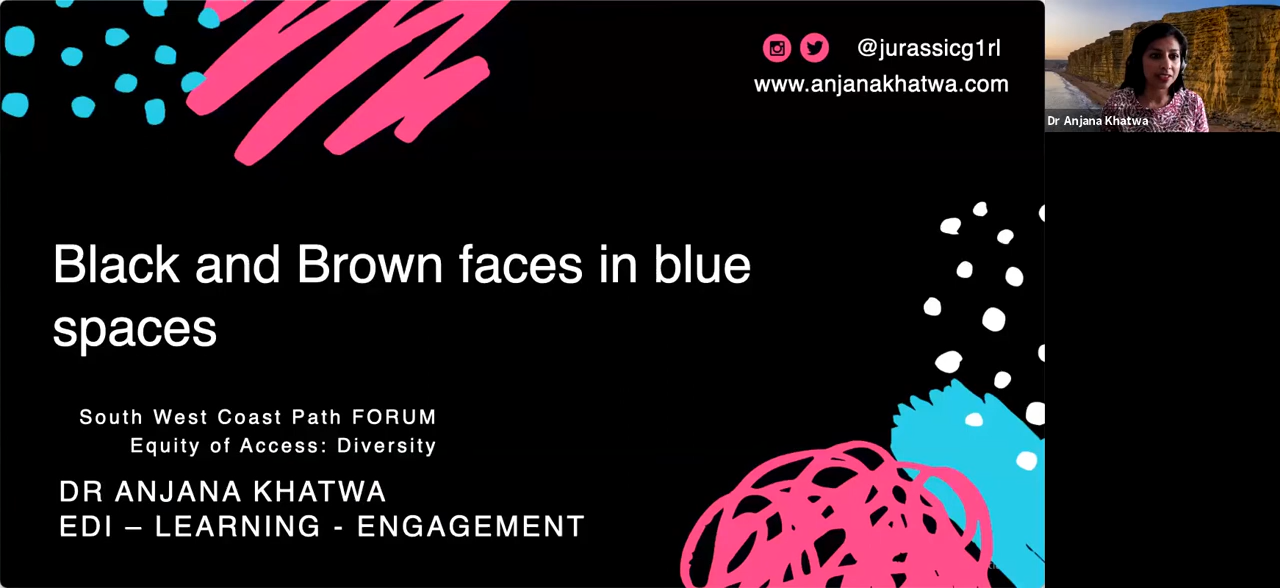 @jurassicg1rl
www.anjanakhatwa.com
Dr Anjana Khatwa
Black and Brown faces in blue
spaces
South West Coast Path FORUM
Equity of Access: Diversity
DR ANJANA KHATWA
EDI – LEARNING - ENGAGEMENT